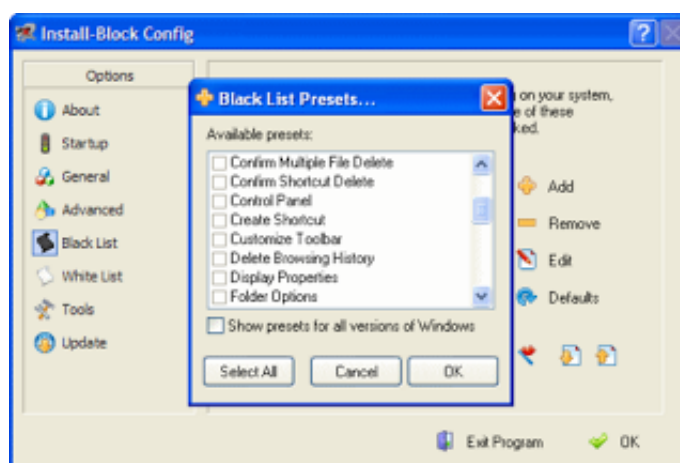 Install-Block Config
Options
About
Startup
General
Advanced
Black List
White List
Tools
Update
Black List Presets...
Available presets:
Confirm Multiple File Delete
Confirm Shortcut Delete
Control Panel
Create Shortcut
Customize Toolbar
Delete Browsing History
Display Properties
Folder Options
Show presets for all versions of Windows
Select All
Cancel
OK
on your system,
of these
Add
Remove
Edit
Defaults
Exit Program
OK